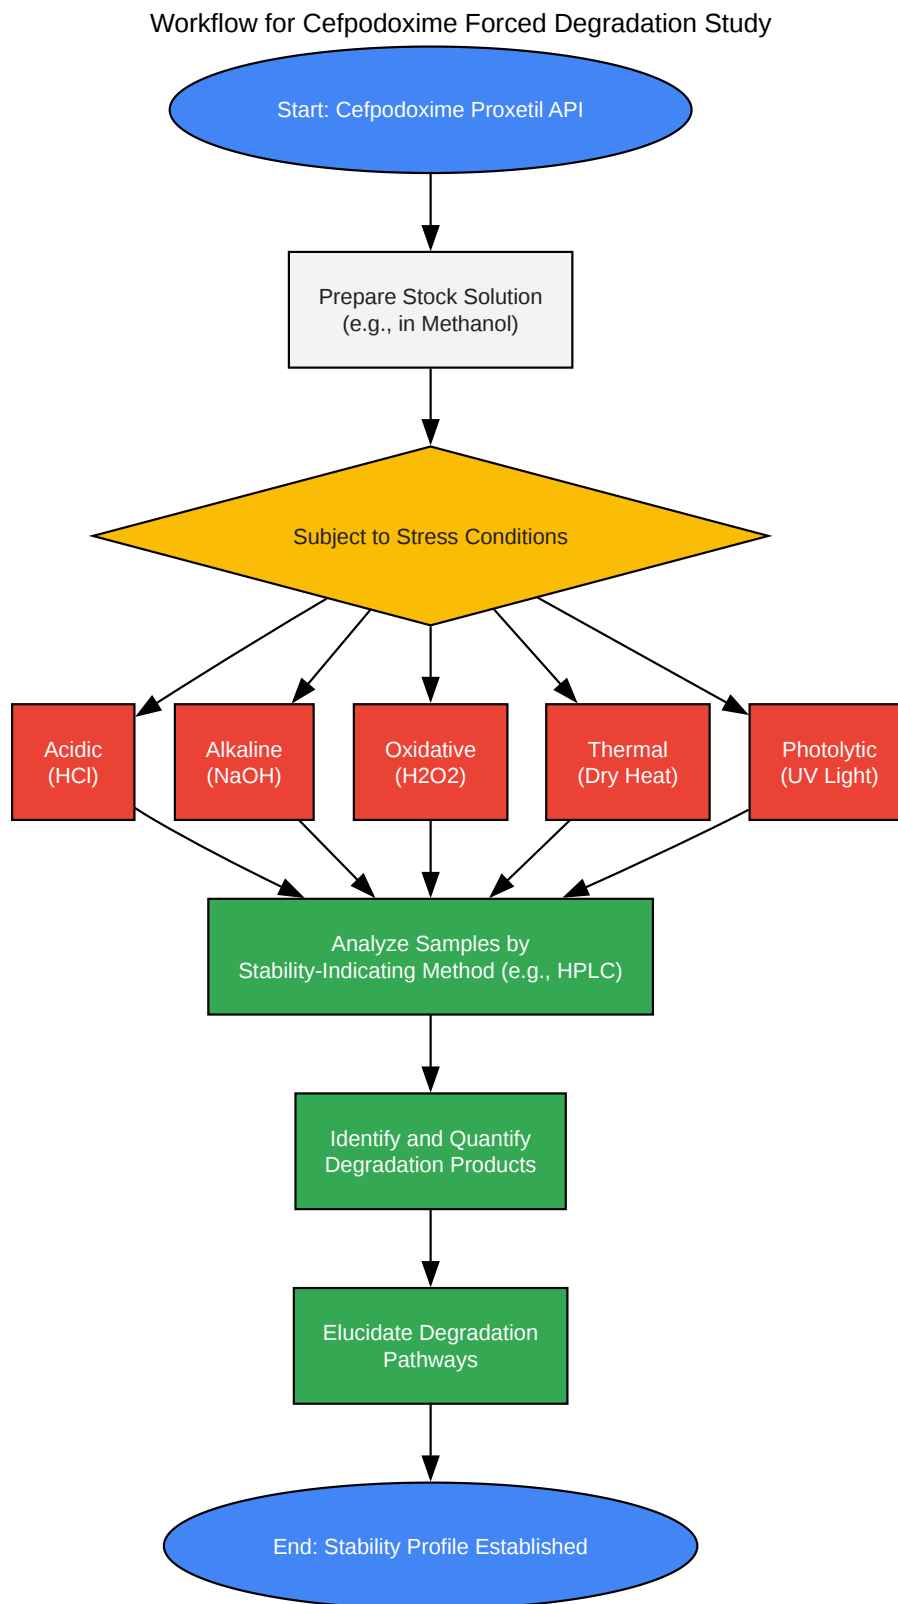 Workflow for Cefpodoxime Forced Degradation Study
Start: Cefpodoxime Proxetil API
Prepare Stock Solution
(e.g., in Methanol)
Subject to Stress Conditions
Acidic
(HCl)
Alkaline
(NaOH)
Oxidative
(H2O2)
Thermal
(Dry Heat)
Photolytic
(UV Light)
Analyze Samples by
Stability-Indicating Method (e.g., HPLC)
Identify and Quantify
Degradation Products
Elucidate Degradation
Pathways
End: Stability Profile Established